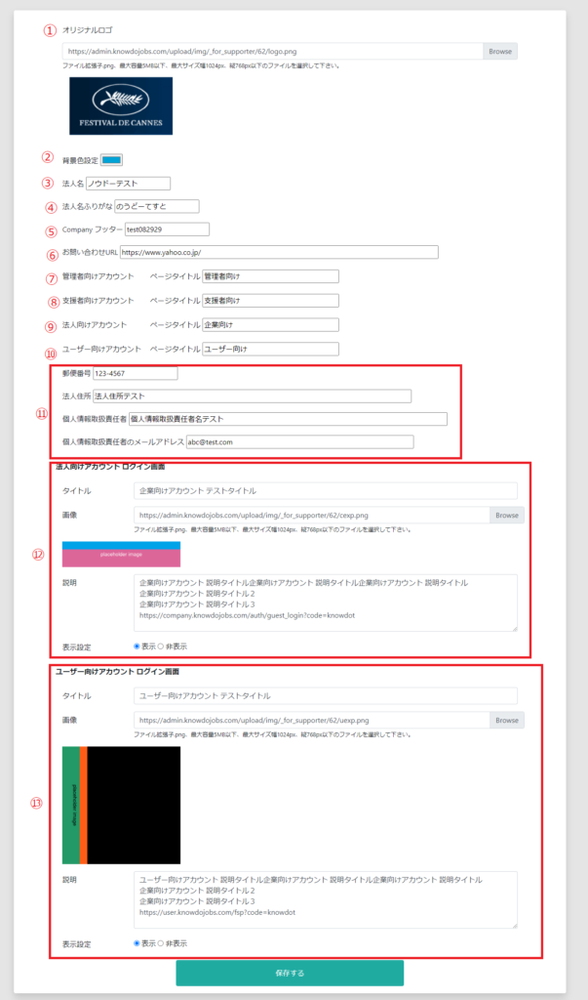 ① オリジナルロゴ
https://admin.knowdojobs.com/upload/img/_for_supporter/62/logo.png Browse
ファイル拡張子.png、最大容量5MB以下、最大サイズ幅1024px、縦768px以下のファイルを選択して下さい。
FESTIVAL DE CANNES
② 背景色設定
③ 法人名 ノウドーテスト
④ 法人名ふりがな のうどーてすと
⑤ Company フッター test082929
⑥ お問い合わせURL https://www.yahoo.co.jp/
⑦ 管理者向けアカウント ページタイトル 管理者向け
⑧ 支援者向けアカウント ページタイトル 支援者向け
⑨ 法人向けアカウント ページタイトル 企業向け
⑩ ユーザー向けアカウント ページタイトル ユーザー向け
郵便番号 123-4567
法人住所 法人住所テスト
⑪ 個人情報取扱責任者 個人情報取扱責任者名テスト
個人情報取扱責任者のメールアドレス abc@test.com
法人向けアカウント ログイン画面
タイトル 企業向けアカウント テストタイトル
画像 https://admin.knowdojobs.com/upload/img/_for_supporter/62/cexp.png Browse
ファイル拡張子.png、最大容量5MB以下、最大サイズ幅1024px、縦768px以下のファイルを選択して下さい。
⑫ placeholder image
説明 企業向けアカウント 説明タイトル企業向けアカウント 説明タイトル企業向けアカウント 説明タイトル
企業向けアカウント 説明タイトル２
企業向けアカウント 説明タイトル３
https://company.knowdojobs.com/auth/guest_login?code=knowdot
表示設定 表示 非表示
ユーザー向けアカウント ログイン画面
タイトル ユーザー向けアカウント テストタイトル
画像 https://admin.knowdojobs.com/upload/img/_for_supporter/62/uexp.png Browse
ファイル拡張子.png、最大容量5MB以下、最大サイズ幅1024px、縦768px以下のファイルを選択して下さい。
⑬ placeholder image
説明 ユーザー向けアカウント 説明タイトル企業向けアカウント 説明タイトル企業向けアカウント 説明タイトル
企業向けアカウント 説明タイトル２
企業向けアカウント 説明タイトル３
https://user.knowdojobs.com/fsp?code=knowdot
表示設定 表示 非表示
保存する